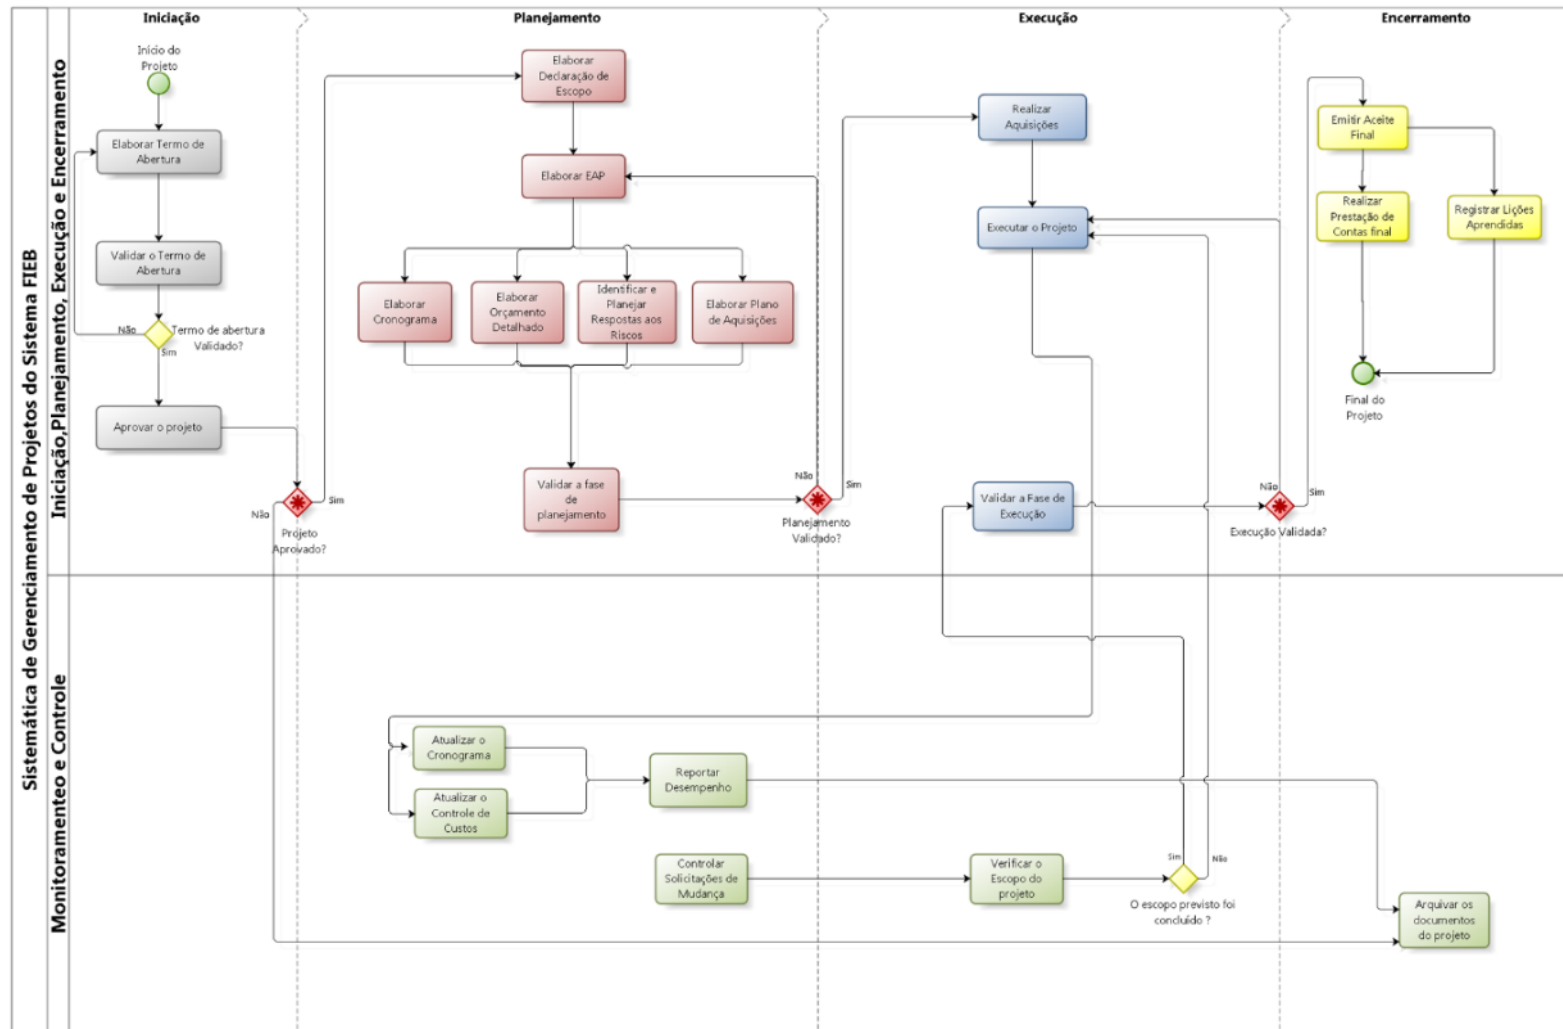 Sistemática de Gerenciamento de Projetos do Sistema FIEB
Iniciação,Planejamento, Execução e Encerramento
Monitoramenteo e Controle
Iniciação
Planejamento
Execução
Encerramento
Início do
Projeto
Elaborar Termo de
Abertura
Validar o Termo de
Abertura
Não
Termo de abertura
Validado?
Sim
Aprovar o projeto
Não
Sim
Projeto
Aprovado?
Elaborar
Declaração de
Escopo
Elaborar EAP
Elaborar
Cronograma
Elaborar
Orçamento
Detalhado
Identificar e
Planejar
Respostas aos
Riscos
Elaborar Plano
de Aquisições
Validar a fase
de
planejamento
Não
Sim
Planejamento
Validado?
Realizar
Aquisições
Executar o Projeto
Validar a Fase de
Execução
Não
Sim
Execução Validada?
Emitir Aceite
Final
Realizar
Prestação de
Contas final
Registrar Lições
Aprendidas
Final do
Projeto
Atualizar o
Cronograma
Atualizar o
Controle de
Custos
Reportar
Desempenho
Controlar
Solicitações de
Mudança
Verificar o
Escopo do
projeto
Sim
Não
O escopo previsto foi
concluído ?
Arquivar os
documentos
do projeto